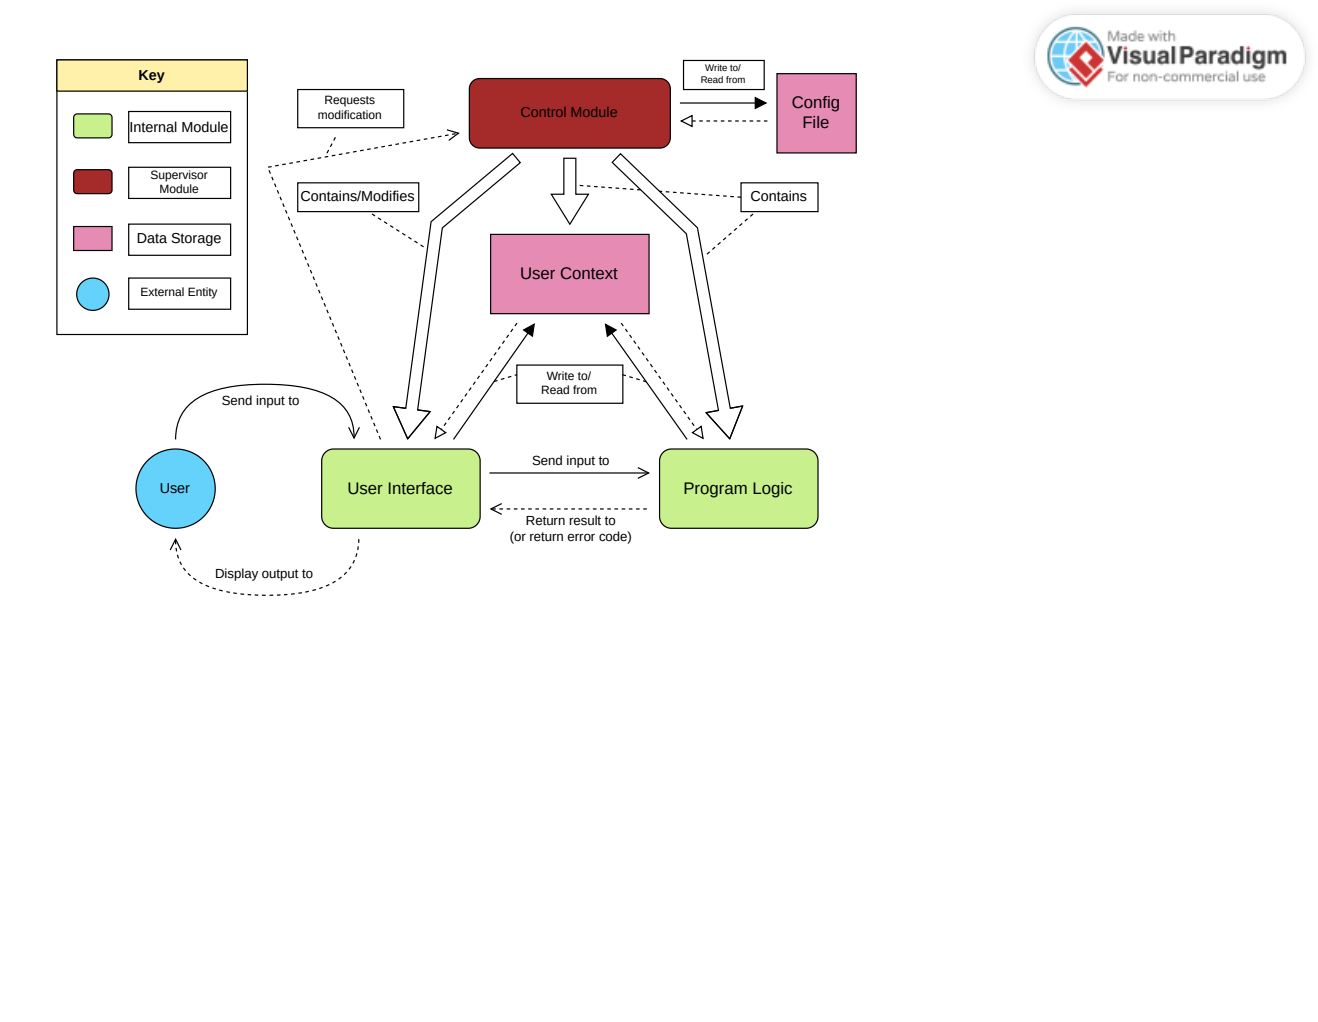 Made with
Visual Paradigm
For non-commercial use
Key
Internal Module
Supervisor
Module
Data Storage
External Entity
Requests
modification
Control Module
Write to/
Read from
Config
File
Contains/Modifies
Contains
User Context
Write to/
Read from
Send input to
User
User Interface
Send input to
Program Logic
Return result to
(or return error code)
Display output to